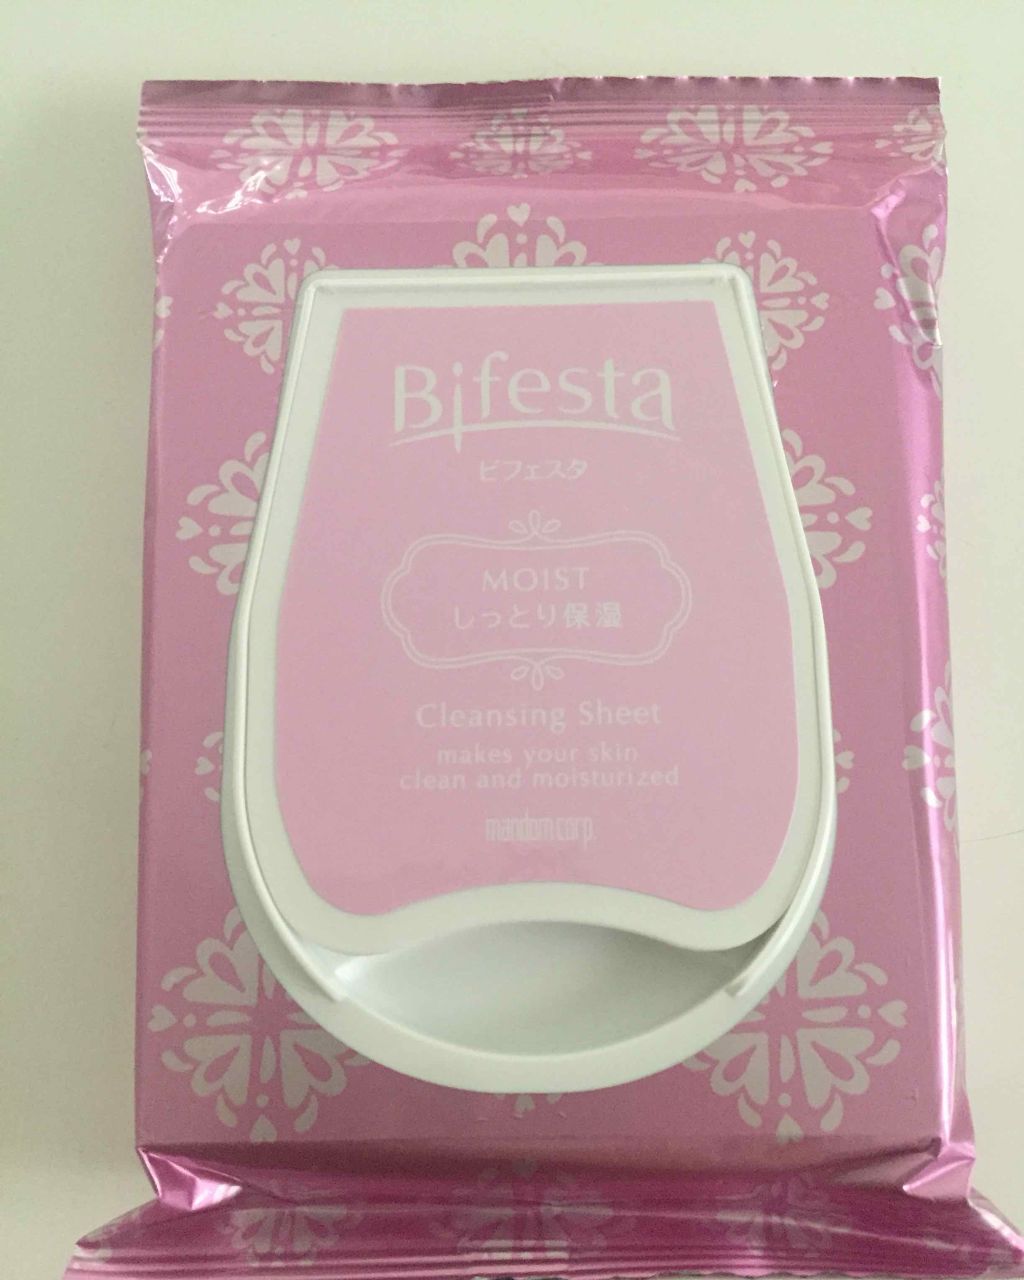 Bifesta
ビフェスタ
MOIST
しっとり保湿
Cleansing Sheet
makes your skin
clean and moisturized
mandom corp.